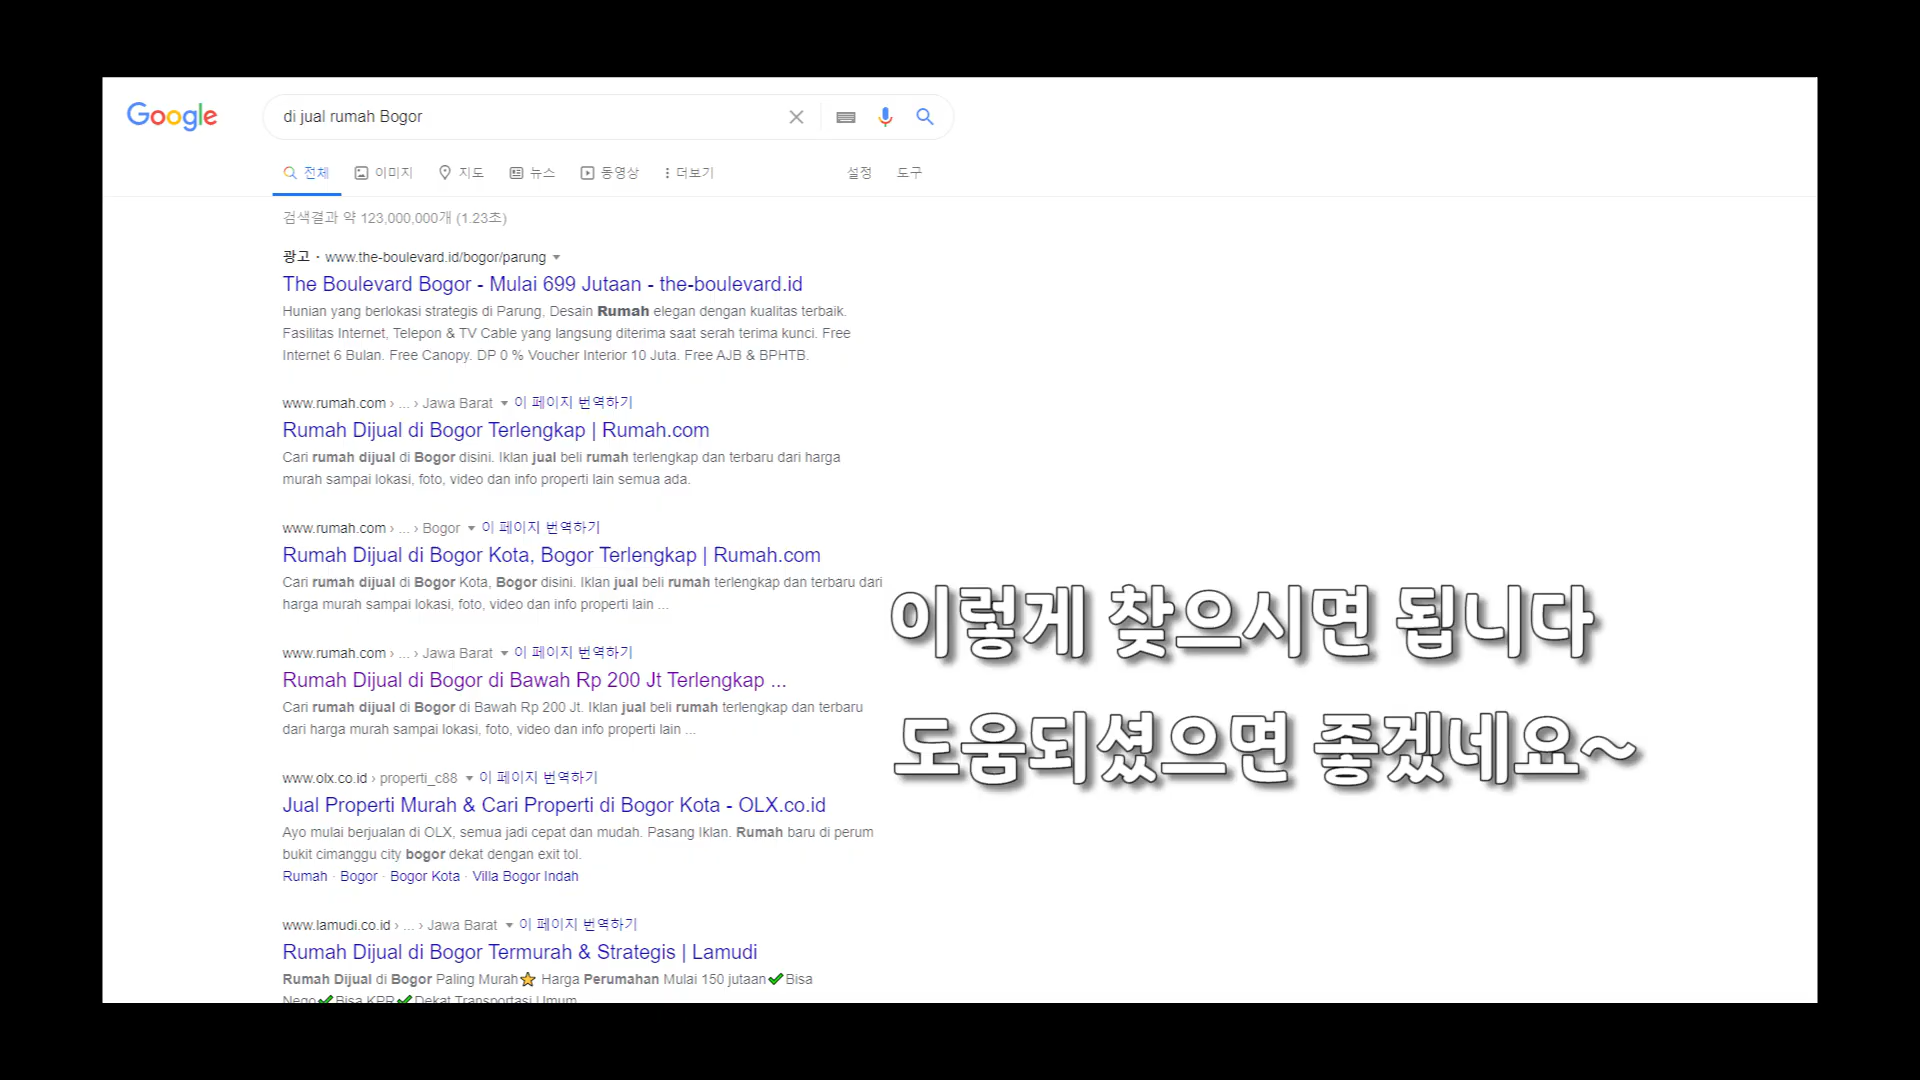 Google
di jual rumah Bogor
전체 이미지 지도 뉴스 동영상 더보기 설정 도구
검색결과 약 123,000,000개 (1.23초)
광고 · www.the-boulevard.id/bogor/parung
The Boulevard Bogor - Mulai 699 Jutaan - the-boulevard.id
Hunian yang berlokasi strategis di Parung, Desain Rumah elegan dengan kualitas terbaik.
Fasilitas Internet, Telepon & TV Cable yang langsung diterima saat serah terima kunci. Free
Internet 6 Bulan. Free Canopy. DP 0 % Voucher Interior 10 Juta. Free AJB & BPHTB.
www.rumah.com › ... › Jawa Barat 이 페이지 번역하기
Rumah Dijual di Bogor Terlengkap | Rumah.com
Cari rumah dijual di Bogor disini. Iklan jual beli rumah terlengkap dan terbaru dari harga
murah sampai lokasi, foto, video dan info properti lain semua ada.
www.rumah.com › ... › Bogor 이 페이지 번역하기
Rumah Dijual di Bogor Kota, Bogor Terlengkap | Rumah.com
Cari rumah dijual di Bogor Kota, Bogor disini. Iklan jual beli rumah terlengkap dan terbaru dari
harga murah sampai lokasi, foto, video dan info properti lain ...
이렇게 찾으시면 됩니다
www.rumah.com › ... › Jawa Barat 이 페이지 번역하기
Rumah Dijual di Bogor di Bawah Rp 200 Jt Terlengkap ...
Cari rumah dijual di Bogor di Bawah Rp 200 Jt. Iklan jual beli rumah terlengkap dan terbaru
dari harga murah sampai lokasi, foto, video dan info properti lain ...
도움되셨으면 좋겠네요~
www.olx.co.id › properti_c88 이 페이지 번역하기
Jual Properti Murah & Cari Properti di Bogor Kota - OLX.co.id
Ayo mulai berjualan di OLX, semua jadi cepat dan mudah. Pasang Iklan. Rumah baru di perum
bukit cimanggu city bogor dekat dengan exit tol.
Rumah · Bogor · Bogor Kota · Villa Bogor Indah
www.lamudi.co.id › ... › Jawa Barat 이 페이지 번역하기
Rumah Dijual di Bogor Termurah & Strategis | Lamudi
Rumah Dijual di Bogor Paling Murah⭐ Harga Perumahan Mulai 150 jutaan✔Bisa
Nego✔Bisa KPR✔Dekat Transportasi Umum